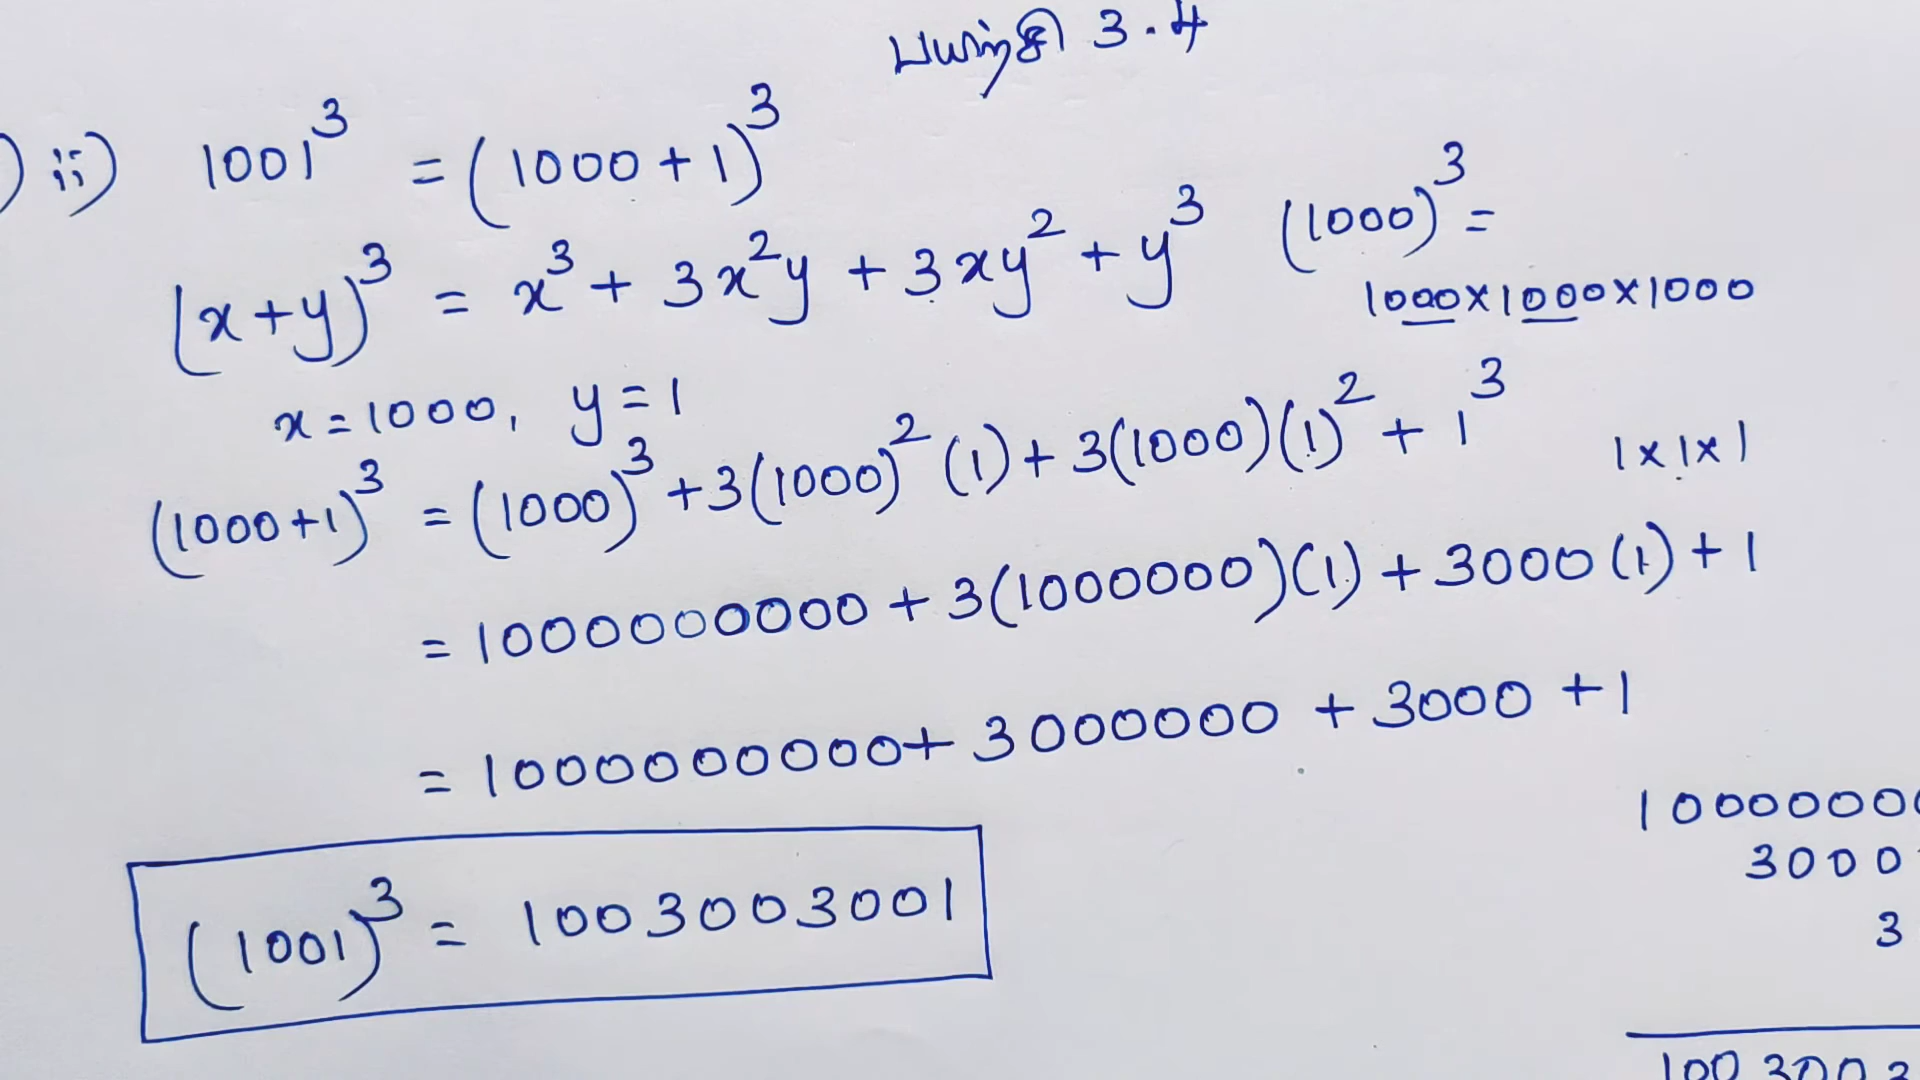 பயிற்சி 3.4
) ii) 1001³ = (1000 + 1)³
(x+y)³ = x³ + 3x²y + 3xy² + y³
(1000)³ =
1000×1000×1000
x = 1000, y = 1
(1000+1)³ = (1000)³ + 3(1000)² (1) + 3(1000)(1)² + 1³
1×1×1
= 1000000000 + 3(1000000)(1) + 3000 (1) + 1
= 1000000000 + 3000000 + 3000 + 1
(1001)³ = 1003003001
1000000
3000
3
1003003